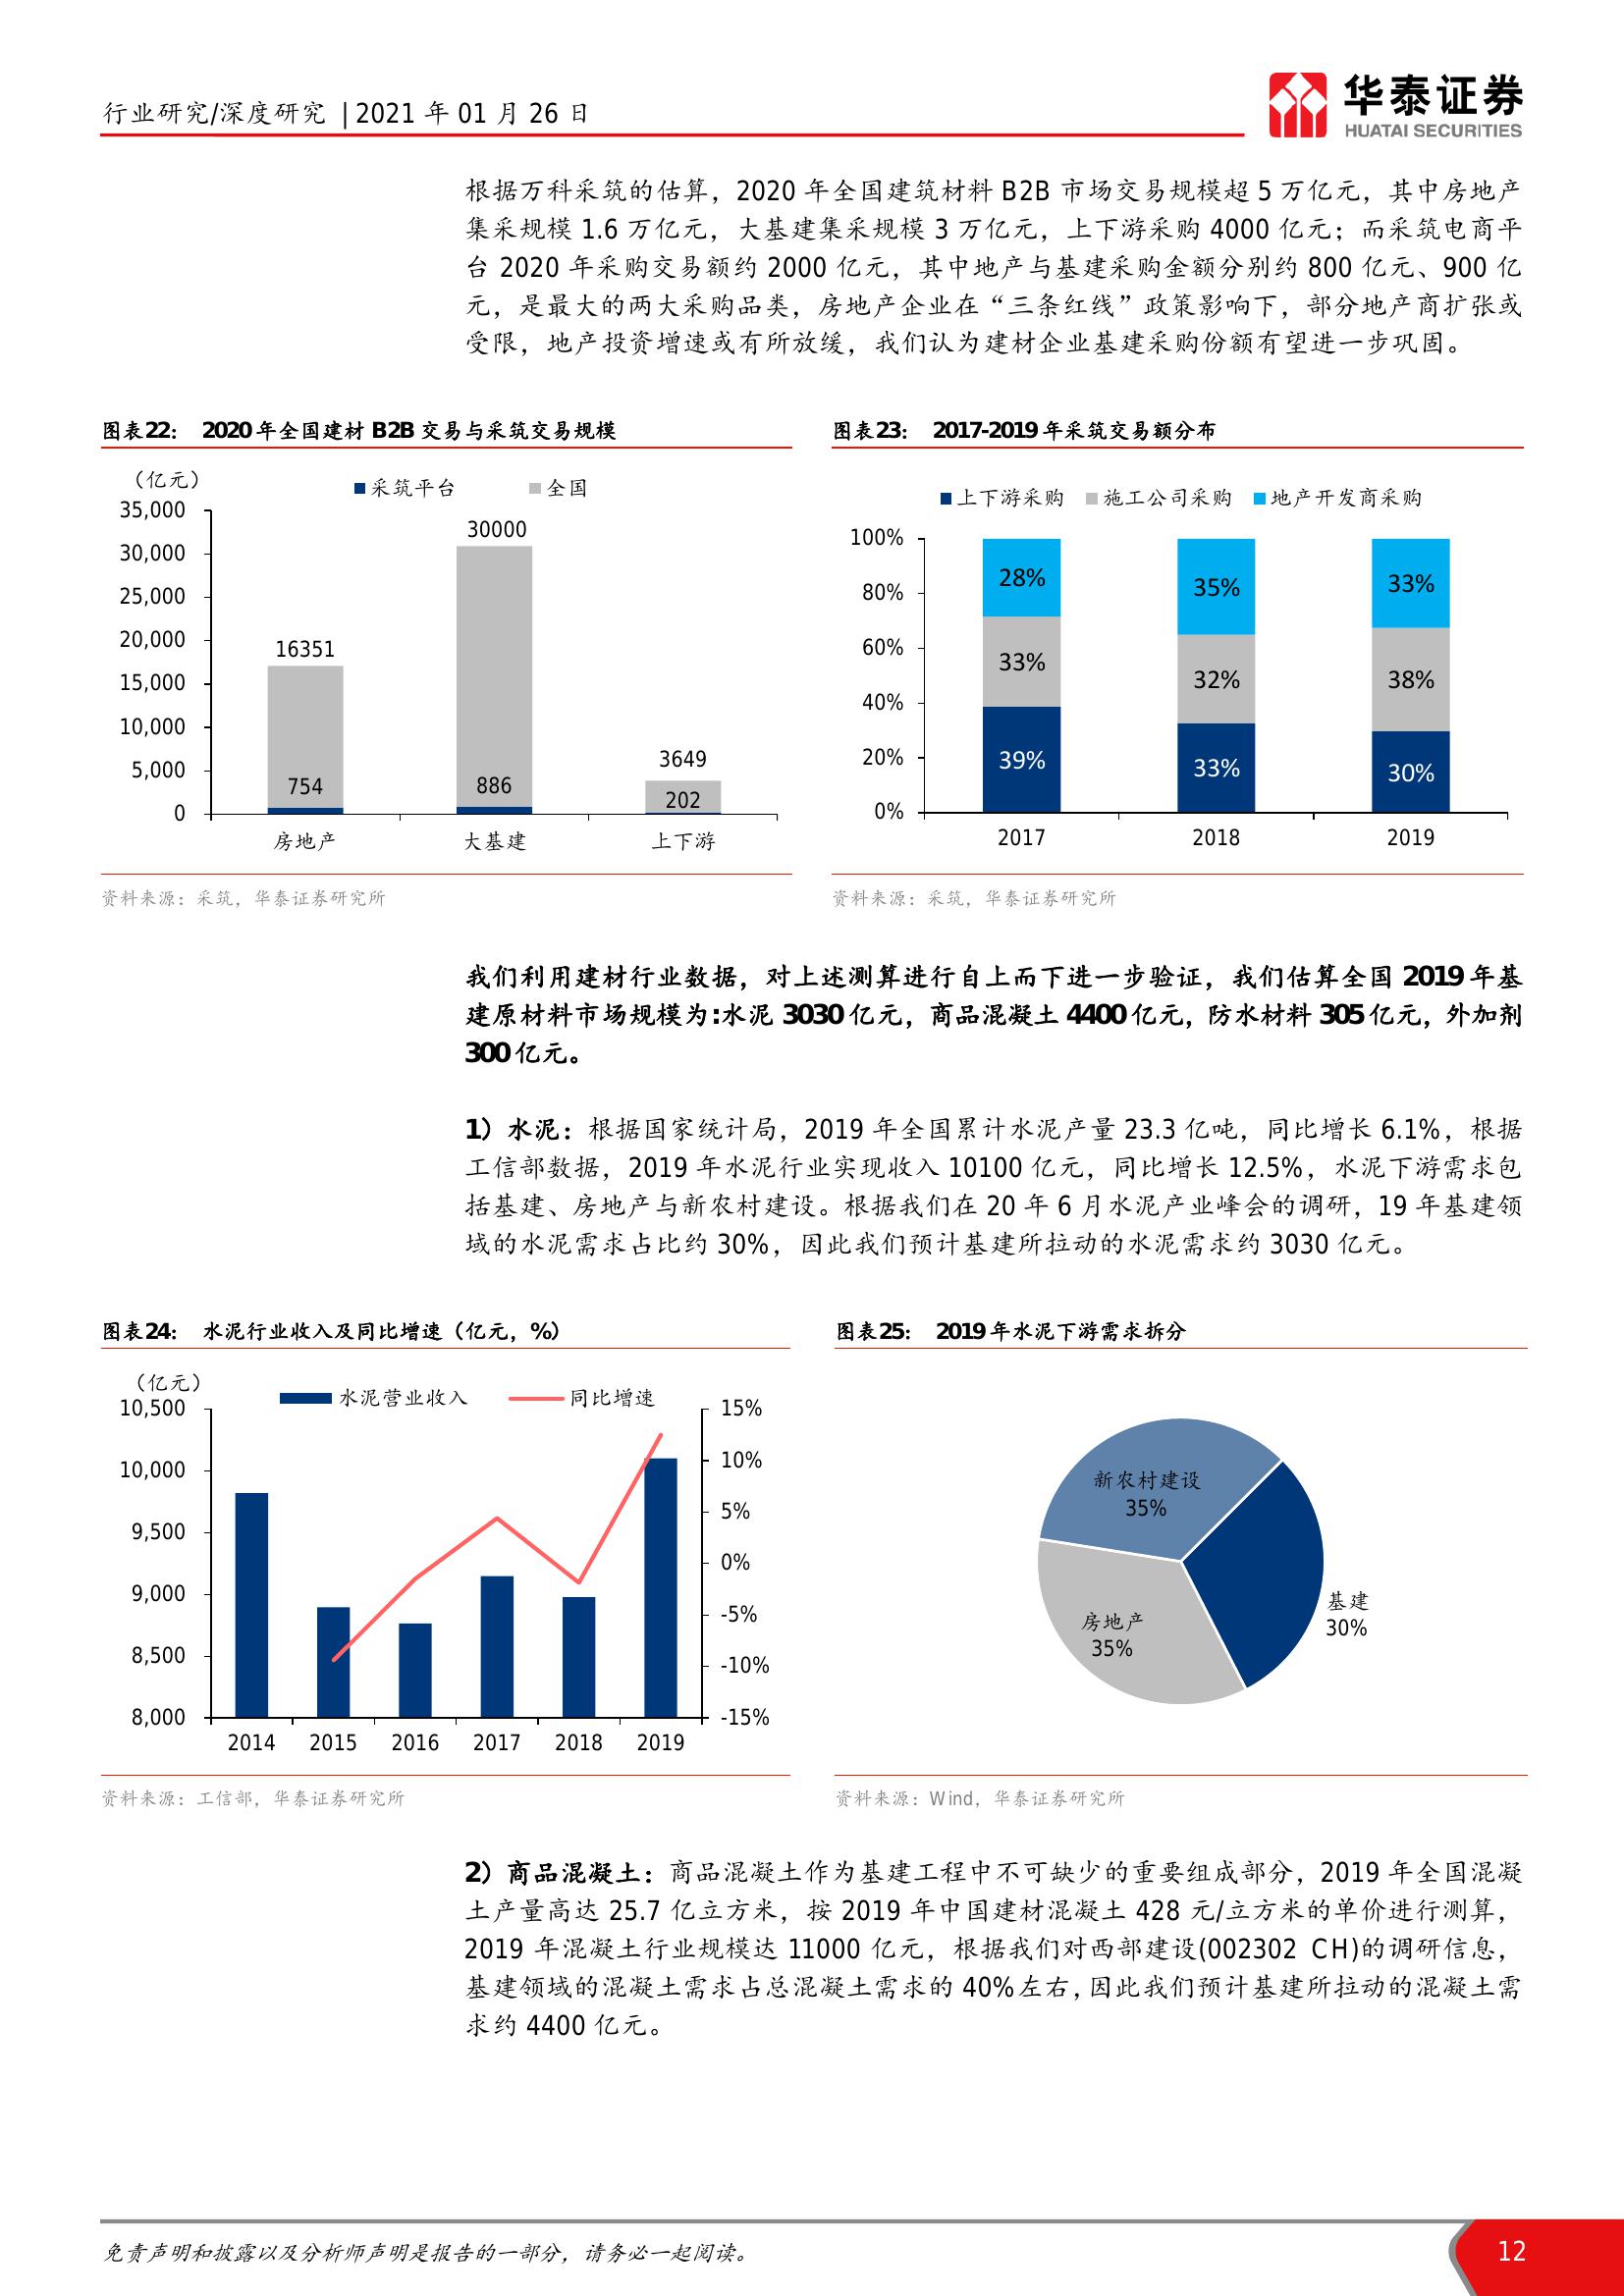 行业研究/深度研究 | 2021 年 01 月 26 日
华泰证券
HUATAI SECURITIES
根据万科采筑的估算，2020 年全国建筑材料 B2B 市场交易规模超 5 万亿元，其中房地产
集采规模 1.6 万亿元，大基建集采规模 3 万亿元，上下游采购 4000 亿元；而采筑电商平
台 2020 年采购交易额约 2000 亿元，其中地产与基建采购金额分别约 800 亿元、900 亿
元，是最大的两大采购品类，房地产企业在“三条红线”政策影响下，部分地产商扩张或
受限，地产投资增速或有所放缓，我们认为建材企业基建采购份额有望进一步巩固。
图表22： 2020 年全国建材 B2B 交易与采筑交易规模
（亿元）
采筑平台 全国
35,000
30,000
25,000
20,000
15,000
10,000
5,000
0
16351
30000
3649
754
886
202
房地产 大基建 上下游
资料来源：采筑，华泰证券研究所
图表23： 2017-2019 年采筑交易额分布
上下游采购 施工公司采购 地产开发商采购
100%
80%
60%
40%
20%
0%
28% 35% 33%
33% 32% 38%
39% 33% 30%
2017 2018 2019
资料来源：采筑，华泰证券研究所
我们利用建材行业数据，对上述测算进行自上而下进一步验证，我们估算全国 2019 年基
建原材料市场规模为:水泥 3030 亿元，商品混凝土 4400 亿元，防水材料 305 亿元，外加剂
300 亿元。
1）水泥：根据国家统计局，2019 年全国累计水泥产量 23.3 亿吨，同比增长 6.1%，根据
工信部数据，2019 年水泥行业实现收入 10100 亿元，同比增长 12.5%，水泥下游需求包
括基建、房地产与新农村建设。根据我们在 20 年 6 月水泥产业峰会的调研，19 年基建领
域的水泥需求占比约 30%，因此我们预计基建所拉动的水泥需求约 3030 亿元。
图表24： 水泥行业收入及同比增速（亿元，%）
（亿元）
水泥营业收入 同比增速
10,500
10,000
9,500
9,000
8,500
8,000
15%
10%
5%
0%
-5%
-10%
-15%
2014 2015 2016 2017 2018 2019
资料来源：工信部，华泰证券研究所
图表25： 2019 年水泥下游需求拆分
新农村建设
35%
基建
30%
房地产
35%
资料来源：Wind，华泰证券研究所
2）商品混凝土：商品混凝土作为基建工程中不可缺少的重要组成部分，2019 年全国混凝
土产量高达 25.7 亿立方米，按 2019 年中国建材混凝土 428 元/立方米的单价进行测算，
2019 年混凝土行业规模达 11000 亿元，根据我们对西部建设(002302 CH)的调研信息，
基建领域的混凝土需求占总混凝土需求的 40%左右，因此我们预计基建所拉动的混凝土需
求约 4400 亿元。
免责声明和披露以及分析师声明是报告的一部分，请务必一起阅读。
12